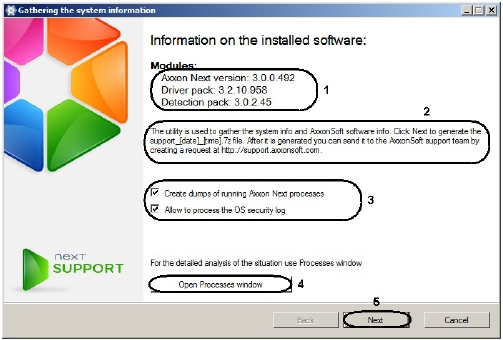 Gathering the system information
Information on the installed software:
Modules:
Axxon Next version: 3.0.0.492
Driver pack: 3.2.10.958
Detection pack: 3.0.2.45
1
2
The utility is used to gather the system info and AxxonSoft software info. Click Next to generate the
support_[date]_[time].7z file. After it is generated you can send it to the AxxonSoft support team by
creating a request at http://support.axxonsoft.com.
Create dumps of running Axxon Next processes
Allow to process the OS security log
3
next
SUPPORT
For the detailed analysis of the situation use Processes window
Open Processes window
4
5
Back
Next
Cancel